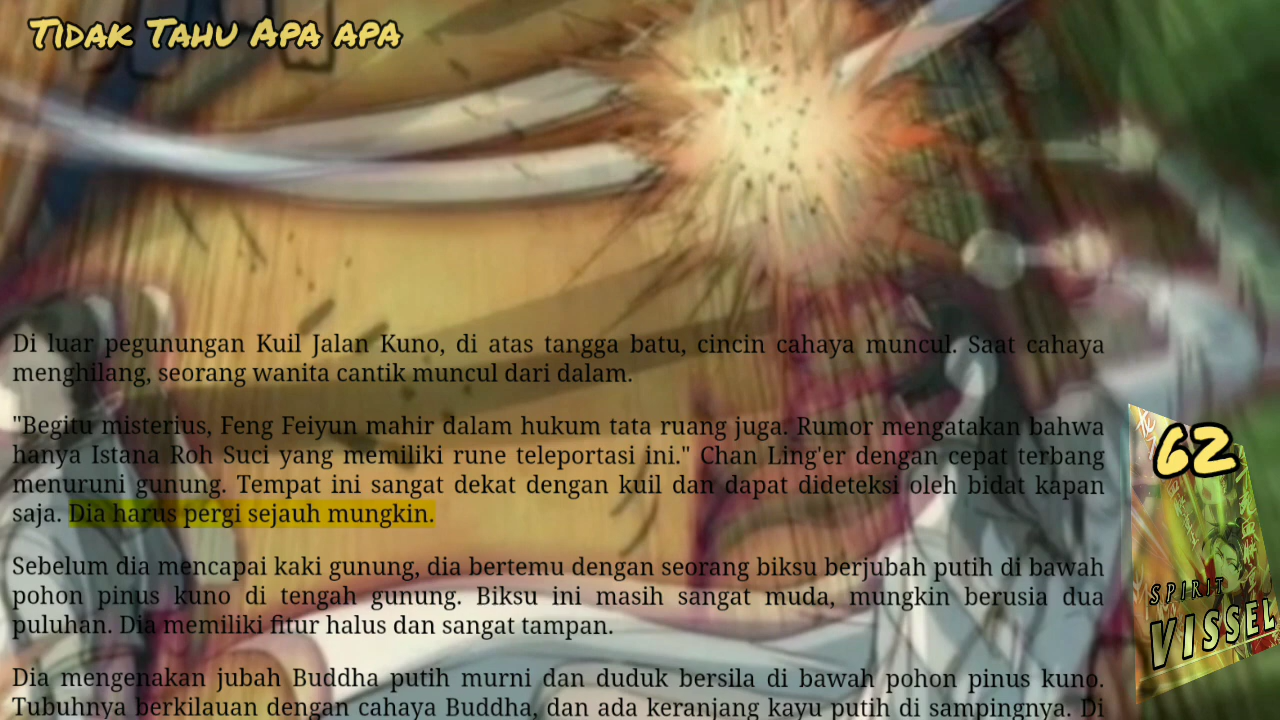 Tidak Tahu Apa apa
Di luar pegunungan Kuil Jalan Kuno, di atas tangga batu, cincin cahaya muncul. Saat cahaya
menghilang, seorang wanita cantik muncul dari dalam.
"Begitu misterius, Feng Feiyun mahir dalam hukum tata ruang juga. Rumor mengatakan bahwa
hanya Istana Roh Suci yang memiliki rune teleportasi ini." Chan Ling'er dengan cepat terbang
menuruni gunung. Tempat ini sangat dekat dengan kuil dan dapat dideteksi oleh bidat kapan
saja. Dia harus pergi sejauh mungkin.
62
Sebelum dia mencapai kaki gunung, dia bertemu dengan seorang biksu berjubah putih di bawah
pohon pinus kuno di tengah gunung. Biksu ini masih sangat muda, mungkin berusia dua
puluhan. Dia memiliki fitur halus dan sangat tampan.
SPIRIT
VISSEL
Dia mengenakan jubah Buddha putih murni dan duduk bersila di bawah pohon pinus kuno.
Tubuhnya berkilauan dengan cahaya Buddha, dan ada keranjang kayu putih di sampingnya. Di